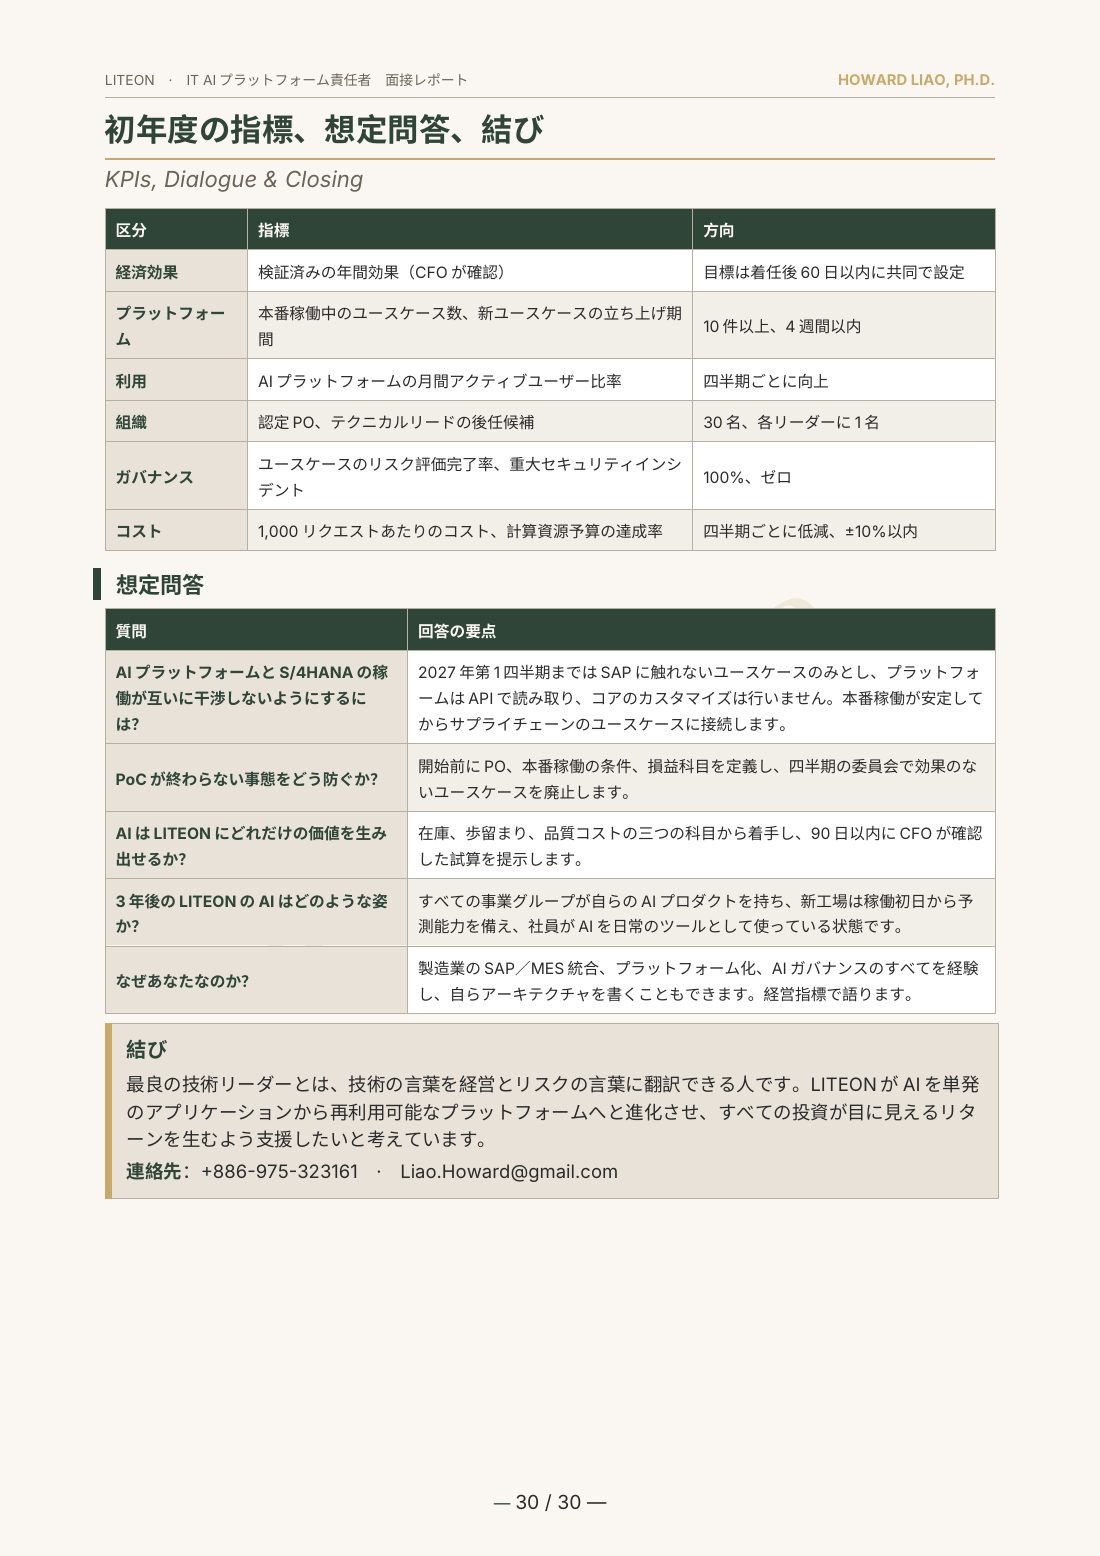 LITEON · IT AI プラットフォーム責任者 面接レポート
HOWARD LIAO, PH.D.
初年度の指標、想定問答、結び
KPIs, Dialogue & Closing
区分 指標 方向
経済効果 検証済みの年間効果（CFO が確認） 目標は着任後 60 日以内に共同で設定
プラットフォー
ム
本番稼働中のユースケース数、新ユースケースの立ち上げ期
間
10 件以上、4 週間以内
利用 AI プラットフォームの月間アクティブユーザー比率 四半期ごとに向上
組織 認定 PO、テクニカルリードの後任候補 30 名、各リーダーに 1 名
ガバナンス
ユースケースのリスク評価完了率、重大セキュリティインシ
デント
100%、ゼロ
コスト 1,000 リクエストあたりのコスト、計算資源予算の達成率 四半期ごとに低減、±10%以内
想定問答
質問 回答の要点
AI プラットフォームと S/4HANA の稼
働が互いに干渉しないようにするに
は？
2027 年第 1 四半期までは SAP に触れないユースケースのみとし、プラットフォ
ームは API で読み取り、コアのカスタマイズは行いません。本番稼働が安定して
からサプライチェーンのユースケースに接続します。
PoC が終わらない事態をどう防ぐか？
開始前に PO、本番稼働の条件、損益科目を定義し、四半期の委員会で効果のな
いユースケースを廃止します。
AI は LITEON にどれだけの価値を生み
出せるか？
在庫、歩留まり、品質コストの三つの科目から着手し、90 日以内に CFO が確認
した試算を提示します。
3 年後の LITEON の AI はどのような姿
か？
すべての事業グループが自らの AI プロダクトを持ち、新工場は稼働初日から予
測能力を備え、社員が AI を日常のツールとして使っている状態です。
なぜあなたなのか？
製造業の SAP／MES 統合、プラットフォーム化、AI ガバナンスのすべてを経験
し、自らアーキテクチャを書くこともできます。経営指標で語ります。
結び
最良の技術リーダーとは、技術の言葉を経営とリスクの言葉に翻訳できる人です。LITEON が AI を単発
のアプリケーションから再利用可能なプラットフォームへと進化させ、すべての投資が目に見えるリタ
ーンを生むよう支援したいと考えています。
連絡先：+886-975-323161 · Liao.Howard@gmail.com
— 30 / 30 —